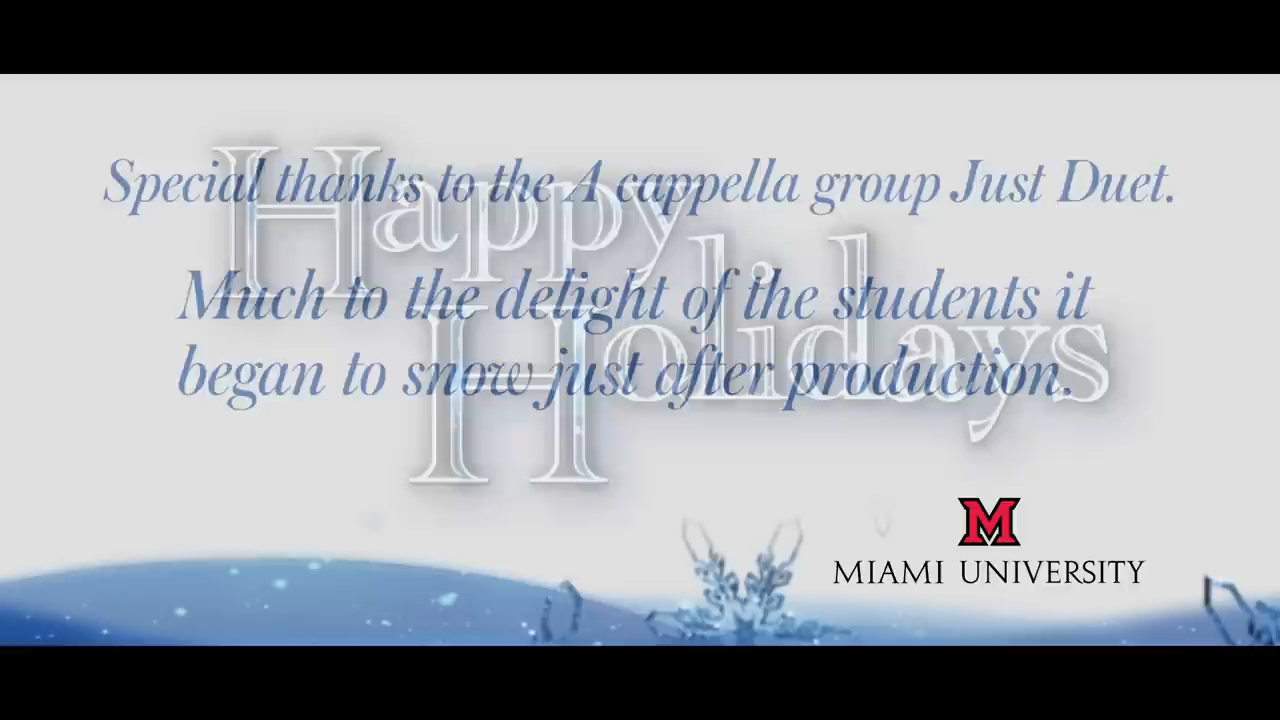 Happy
Holidays
Special thanks to the A cappella group Just Duet.
Much to the delight of the students it
began to snow just after production.
M
MIAMI UNIVERSITY